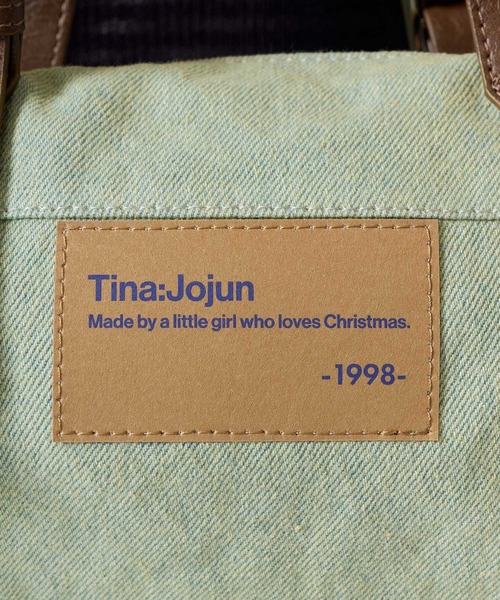 Tina:Jojun
Made by a little girl who loves Christmas.
-1998-